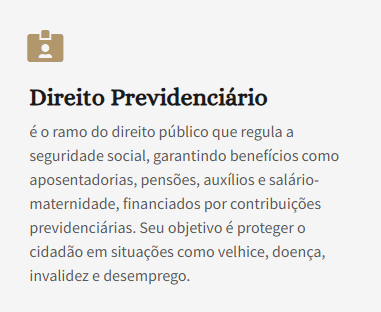 Direito Previdenciário
é o ramo do direito público que regula a
seguridade social, garantindo benefícios como
aposentadorias, pensões, auxílios e salário-
maternidade, financiados por contribuições
previdenciárias. Seu objetivo é proteger o
cidadão em situações como velhice, doença,
invalidez e desemprego.